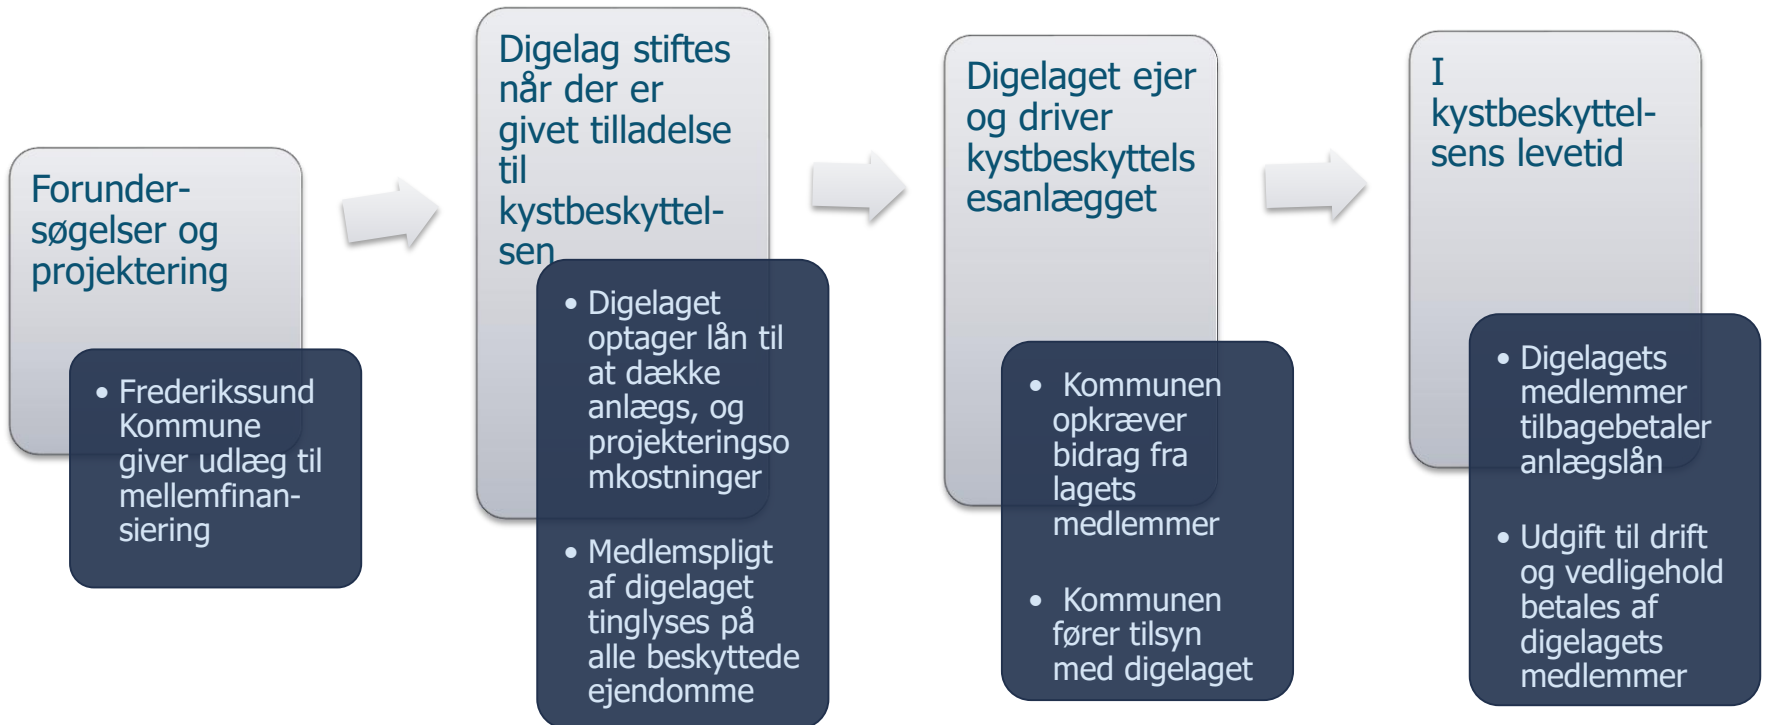 Forunder-
søgelser og
projektering
• Frederikssund
Kommune
giver udlæg til
mellemfinan-
siering
Digelag stiftes
når der er
givet tilladelse
til
kystbeskyttel-
sen
• Digelaget
optager lån til
at dække
anlægs, og
projekteringso
mkostninger
• Medlemspligt
af digelaget
tinglyses på
alle beskyttede
ejendomme
Digelaget ejer
og driver
kystbeskyttels
esanlægget
• Kommunen
opkræver
bidrag fra
lagets
medlemmer
• Kommunen
fører tilsyn
med digelaget
I
kystbeskyttel-
sens levetid
• Digelagets
medlemmer
tilbagebetaler
anlægslån
• Udgift til drift
og vedligehold
betales af
digelagets
medlemmer